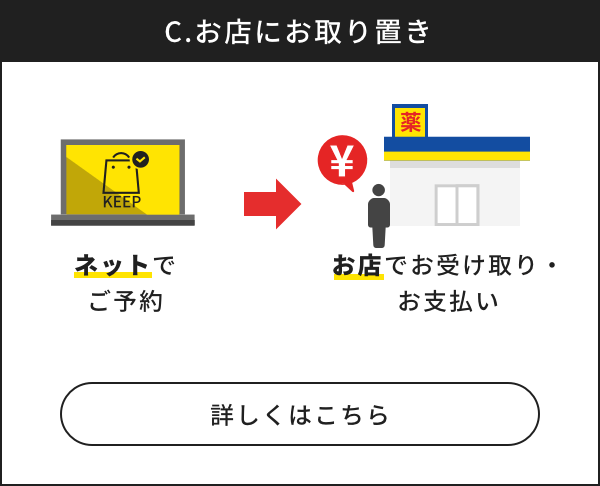 C.お店にお取り置き
薬
¥
KEEP
ネットで
ご予約
お店でお受け取り・
お支払い
詳しくはこちら